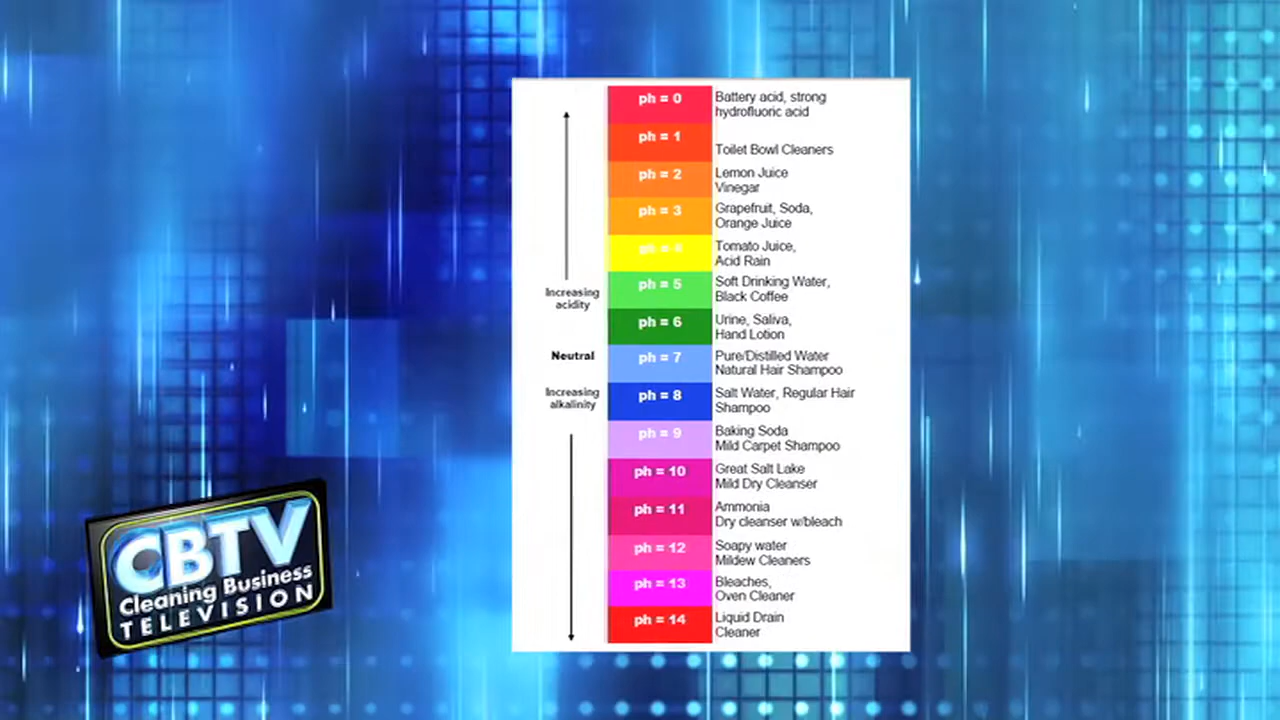 ph = 0
Battery acid, strong
hydrofluoric acid
ph = 1
Toilet Bowl Cleaners
ph = 2
Lemon Juice
Vinegar
ph = 3
Grapefruit, Soda,
Orange Juice
ph = 4
Tomato Juice,
Acid Rain
ph = 5
Soft Drinking Water,
Black Coffee
Increasing
acidity
ph = 6
Urine, Saliva,
Hand Lotion
Neutral
ph = 7
Pure/Distilled Water
Natural Hair Shampoo
Increasing
alkalinity
ph = 8
Salt Water, Regular Hair
Shampoo
ph = 9
Baking Soda
Mild Carpet Shampoo
ph = 10
Great Salt Lake
Mild Dry Cleanser
ph = 11
Ammonia
Dry cleanser w/bleach
ph = 12
Soapy water
Mildew Cleaners
ph = 13
Bleaches,
Oven Cleaner
ph = 14
Liquid Drain
Cleaner
CBTV
Cleaning Business
TELEVISION